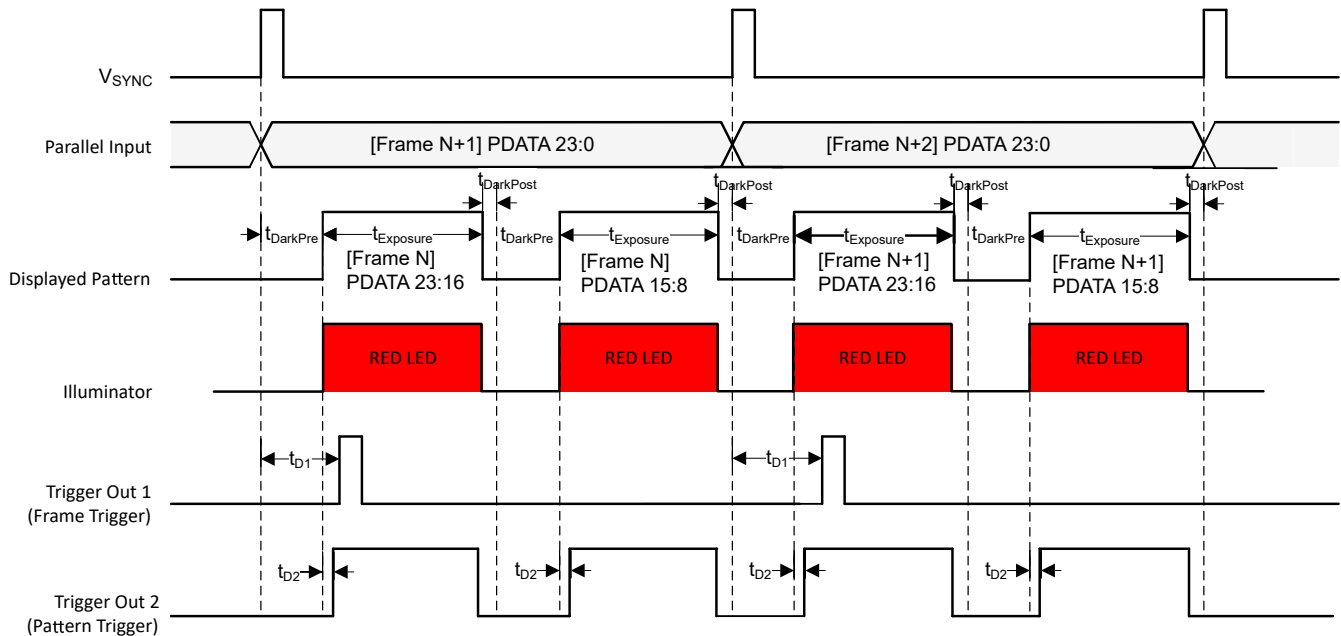 VSYNC
Parallel Input
[Frame N+1] PDATA 23:0
[Frame N+2] PDATA 23:0
tDarkPost
tDarkPost
tDarkPost
tDarkPost
tDarkPre
tExposure
tDarkPre
tExposure
tDarkPre
tExposure
tDarkPre
tExposure
Displayed Pattern
[Frame N]
PDATA 23:16
[Frame N]
PDATA 15:8
[Frame N+1]
PDATA 23:16
[Frame N+1]
PDATA 15:8
RED LED
RED LED
RED LED
RED LED
Illuminator
tD1
tD1
Trigger Out 1
(Frame Trigger)
tD2
tD2
tD2
tD2
Trigger Out 2
(Pattern Trigger)